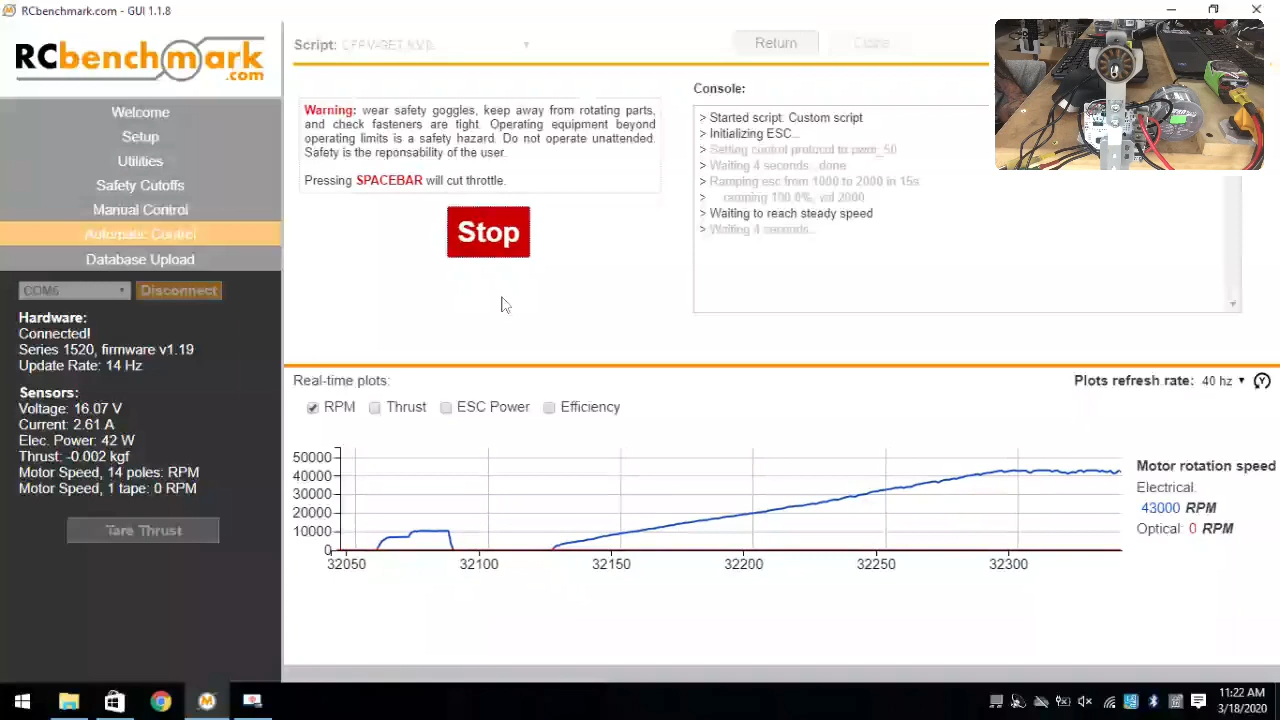 RCbenchmark.com - GUI 1.1.8
RCbenchmark
.com
Welcome
Setup
Utilities
Safety Cutoffs
Manual Control
Automatic Control
Database Upload
COM6
Disconnect
Hardware:
Connected!
Series 1520, firmware v1.19
Update Rate: 14 Hz
Sensors:
Voltage: 16.07 V
Current: 2.61 A
Elec. Power: 42 W
Thrust: -0.002 kgf
Motor Speed, 14 poles: RPM
Motor Speed, 1 tape: 0 RPM
Tare Thrust
Script:
Return
Clone
Warning: wear safety goggles, keep away from rotating parts,
and check fasteners are tight. Operating equipment beyond
operating limits is a safety hazard. Do not operate unattended.
Safety is the reponsability of the user.
Pressing SPACEBAR will cut throttle.
Stop
Console:
> Started script. Custom script
> Initializing ESC...
> Setting control protocol to pwm_50
> Waiting 4 seconds...done
> Ramping esc from 1000 to 2000 in 15s
> ramping 100.0%, val 2000
> Waiting to reach steady speed
> Waiting 4 seconds...
Real-time plots:
Plots refresh rate: 40 hz
RPM Thrust ESC Power Efficiency
50000
40000
30000
20000
10000
0
32050 32100 32150 32200 32250 32300
Motor rotation speed
Electrical:
43000 RPM
Optical: 0 RPM
11:22 AM
3/18/2020